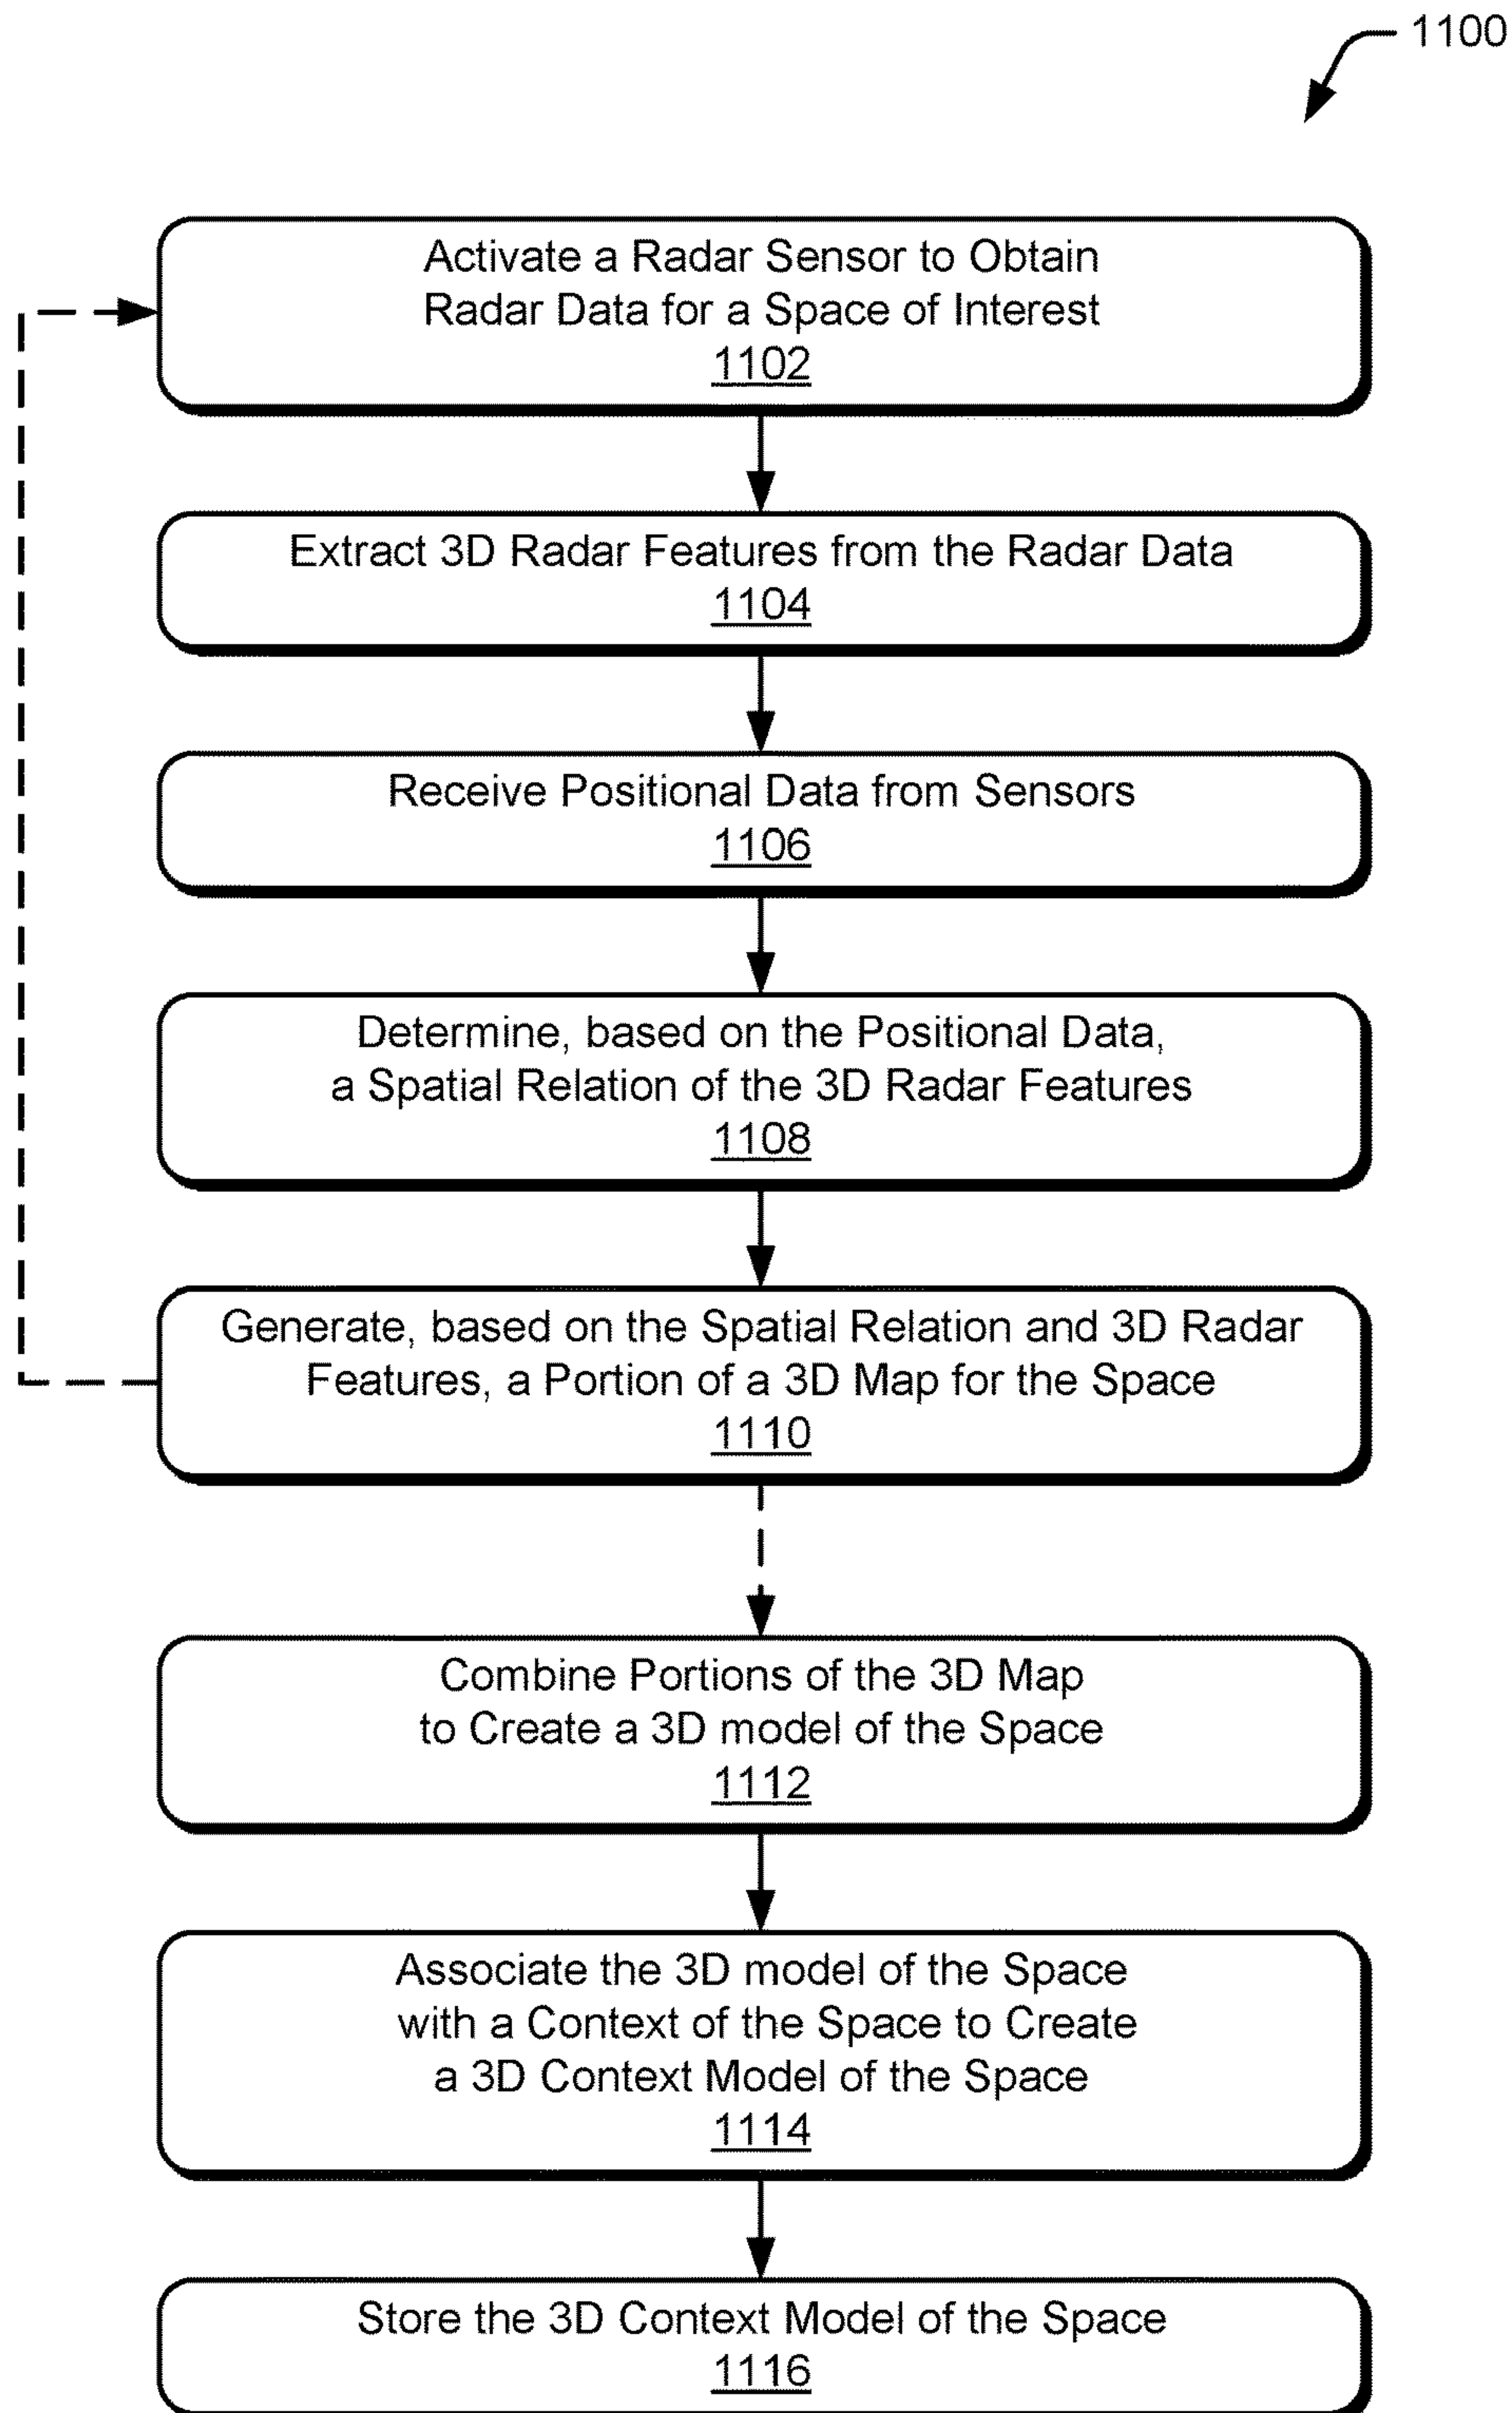 1100
Activate a Radar Sensor to Obtain
Radar Data for a Space of Interest
1102
Extract 3D Radar Features from the Radar Data
1104
Receive Positional Data from Sensors
1106
Determine, based on the Positional Data,
a Spatial Relation of the 3D Radar Features
1108
Generate, based on the Spatial Relation and 3D Radar
Features, a Portion of a 3D Map for the Space
1110
Combine Portions of the 3D Map
to Create a 3D model of the Space
1112
Associate the 3D model of the Space
with a Context of the Space to Create
a 3D Context Model of the Space
1114
Store the 3D Context Model of the Space
1116